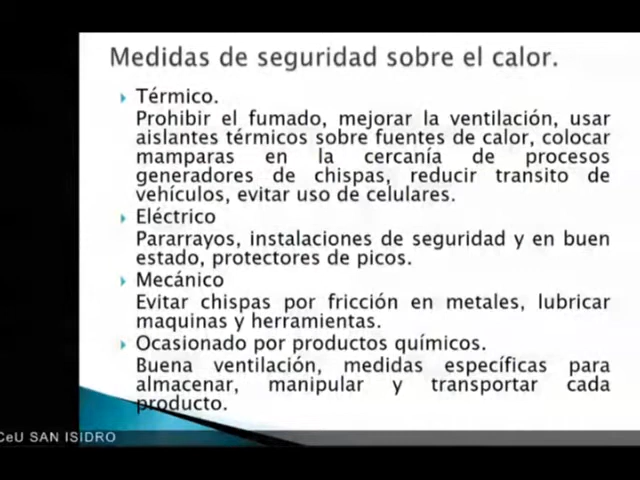 Medidas de seguridad sobre el calor.
Térmico.
Prohibir el fumado, mejorar la ventilación, usar
aislantes térmicos sobre fuentes de calor, colocar
mamparas en la cercanía de procesos
generadores de chispas, reducir transito de
vehículos, evitar uso de celulares.
Eléctrico
Pararrayos, instalaciones de seguridad y en buen
estado, protectores de picos.
Mecánico
Evitar chispas por fricción en metales, lubricar
maquinas y herramientas.
Ocasionado por productos químicos.
Buena ventilación, medidas específicas para
almacenar, manipular y transportar cada
producto.
CeU SAN ISIDRO